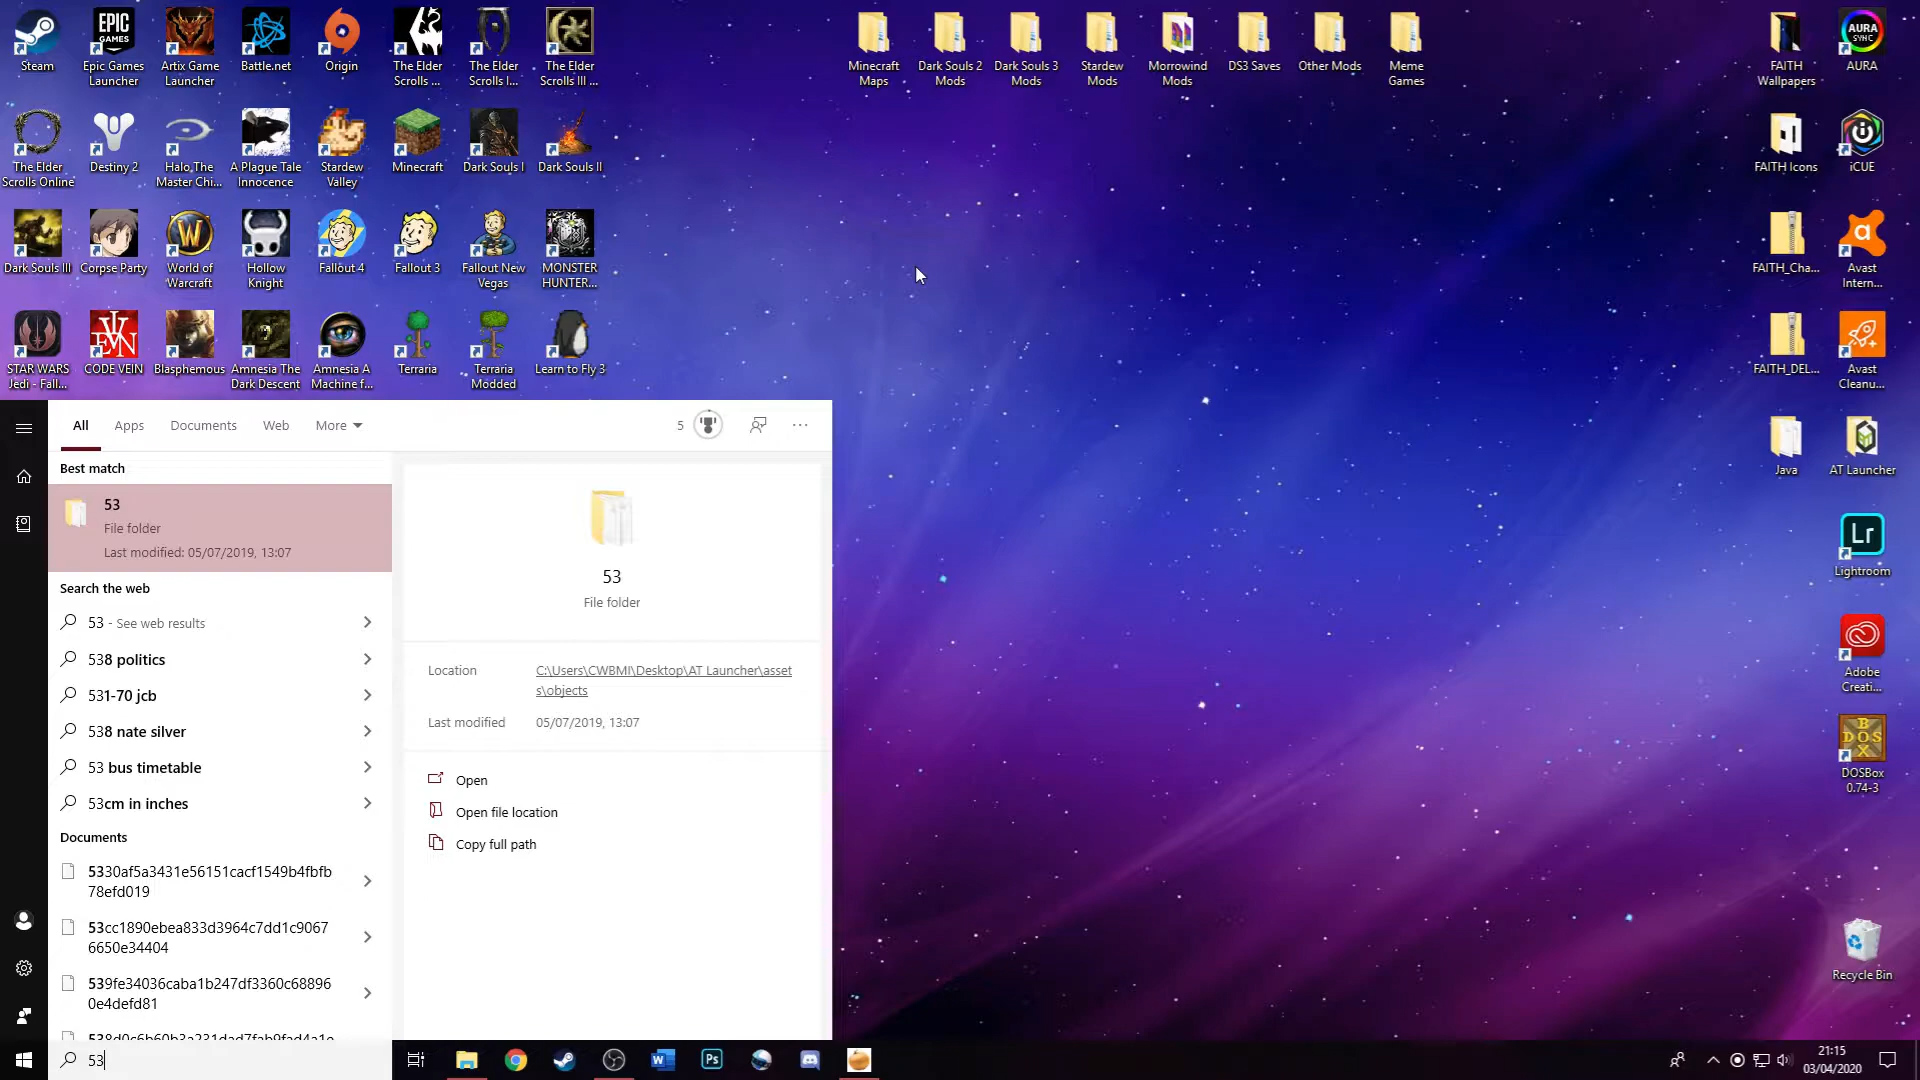 Steam
Epic Games
Launcher
Artix Game
Launcher
Battle.net
Origin
The Elder
Scrolls ...
The Elder
Scrolls I...
The Elder
Scrolls III ...
Minecraft
Maps
Dark Souls 2
Mods
Dark Souls 3
Mods
Stardew
Mods
Morrowind
Mods
DS3 Saves
Other Mods
Meme
Games
FAITH
Wallpapers
AURA
The Elder
Scrolls Online
Destiny 2
Halo The
Master Chi...
A Plague Tale
Innocence
Stardew
Valley
Minecraft
Dark Souls I
Dark Souls II
FAITH Icons
iCUE
Dark Souls III
Corpse Party
World of
Warcraft
Hollow
Knight
Fallout 4
Fallout 3
Fallout New
Vegas
MONSTER
HUNTER...
FAITH_Cha...
Avast
Intern...
STAR WARS
Jedi - Fall...
CODE VEIN
Blasphemous
Amnesia The
Dark Descent
Amnesia A
Machine f...
Terraria
Terraria
Modded
Learn to Fly 3
FAITH_DEL...
Avast
Cleanu...
Java
AT Launcher
Lightroom
Adobe
Creati...
DOSBox
0.74-3
Recycle Bin
EPIC
GAMES
AURA
SYNC
Lr
BOX
DOS
All
Apps
Documents
Web
More
5
Best match
53
File folder
Last modified: 05/07/2019, 13:07
Search the web
53 - See web results
538 politics
531-70 jcb
538 nate silver
53 bus timetable
53cm in inches
Documents
5330af5a3431e56151cacf1549b4fbfb
78efd019
53cc1890ebea833d3964c7dd1c9067
6650e34404
539fe34036caba1b247df3360c68896
0e4defd81
53
File folder
Location
C:\Users\CWBMI\Desktop\AT Launcher\asset
s\objects
Last modified
05/07/2019, 13:07
Open
Open file location
Copy full path
53
W
Ps
21:15
03/04/2020